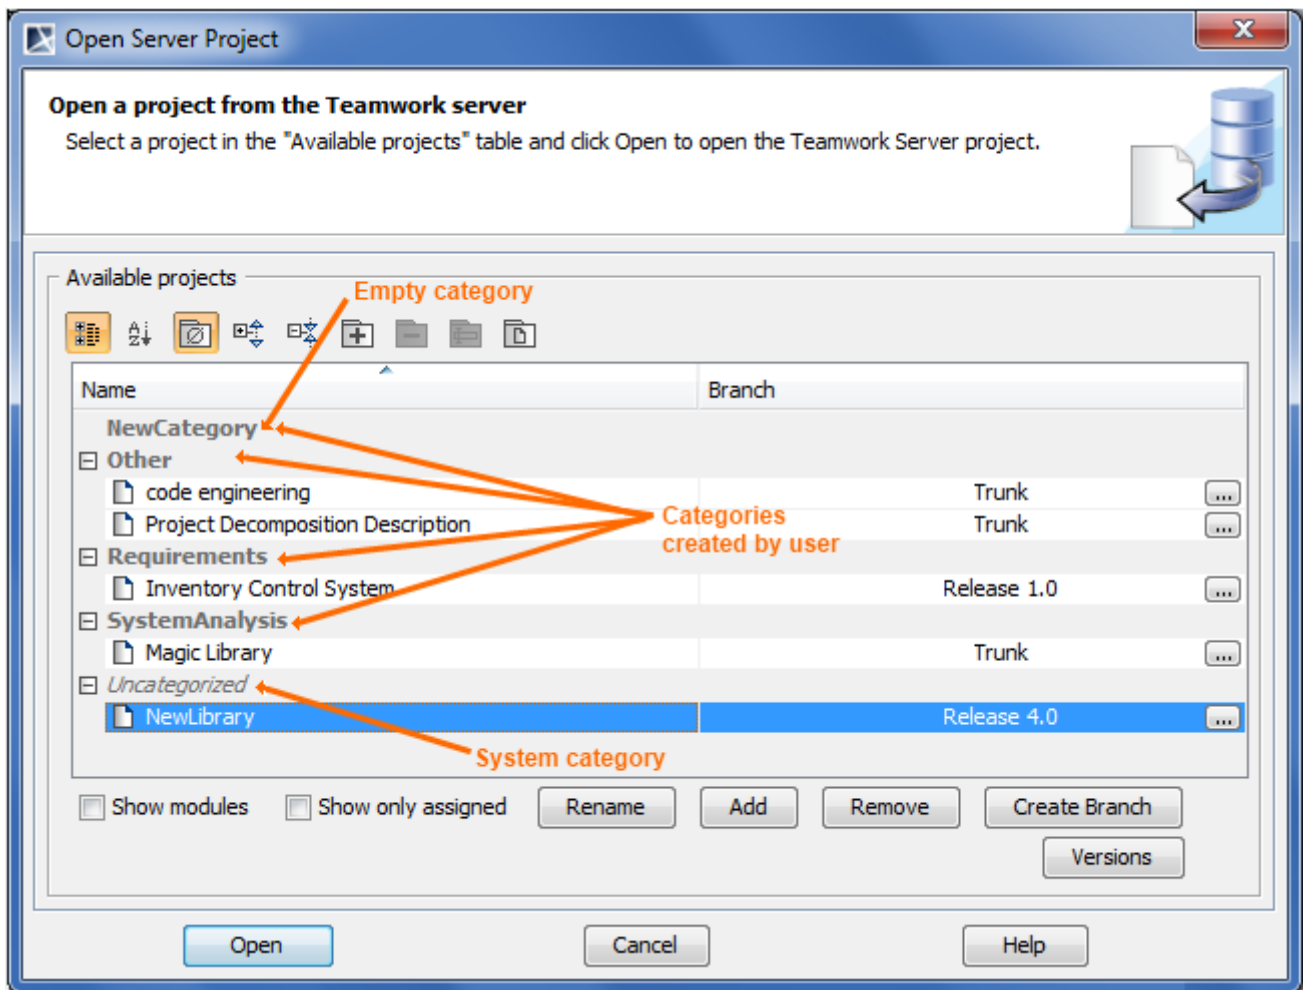 Open Server Project
Open a project from the Teamwork server
Select a project in the "Available projects" table and click Open to open the Teamwork Server project.
Available projects
Empty category
Name Branch
NewCategory
Other
code engineering Trunk
Project Decomposition Description Trunk
Categories
created by user
Requirements
Inventory Control System Release 1.0
SystemAnalysis
Magic Library Trunk
Uncategorized
NewLibrary Release 4.0
System category
Show modules Show only assigned Rename Add Remove Create Branch
Versions
Open Cancel Help